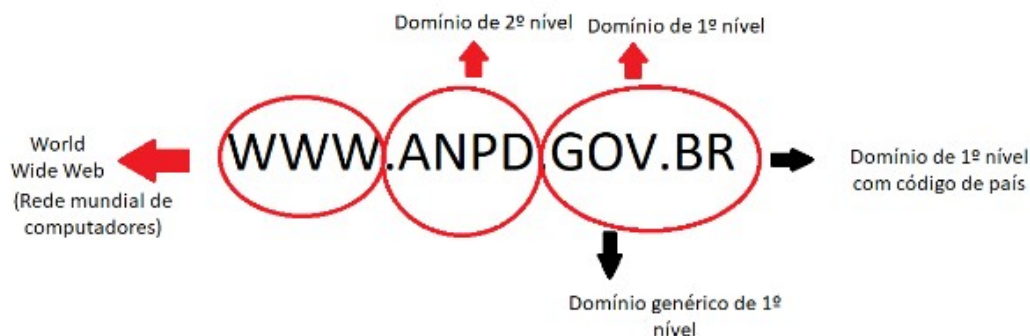 Domínio de 2º nível
Domínio de 1º nível
World
Wide Web
(Rede mundial de
computadores)
WWW.ANPD.GOV.BR
Domínio de 1º nível
com código de país
Domínio genérico de 1º
nível